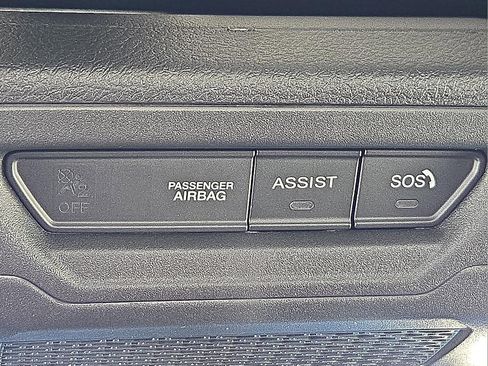 OFF
PASSENGER
AIRBAG
ASSIST
SOS